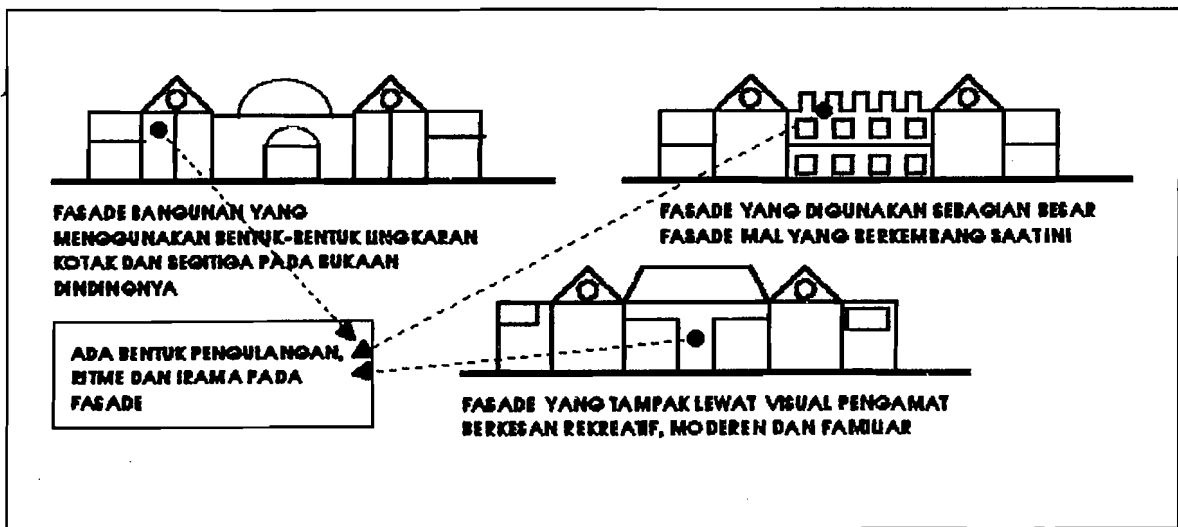 FASADE BANGUNAN YANG
MENGGUNAKAN BENTUK-BENTUK LINGKARAN
KOTAK DAN SEGITIGA PADA BUKAAN
DINDINGNYA
FASADE YANG DIGUNAKAN SEBAGIAN BESAR
FASADE MAL YANG BERKEMBANG SAAT INI
ADA BENTUK PENGULANGAN,
RITME DAN IRAMA PADA
FASADE
FASADE YANG TAMPAK LEWAT VISUAL PENGAMAT
BERKESAN REKREATIF, MODEREN DAN FAMILIAR